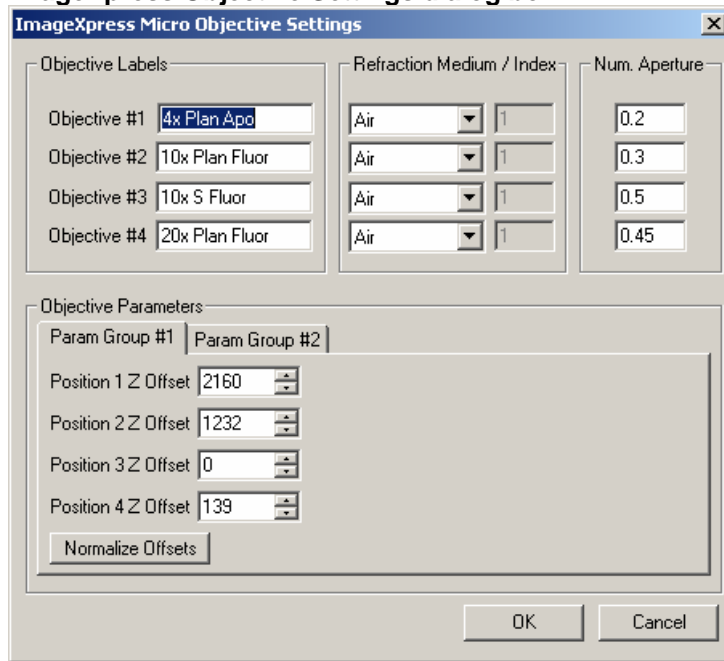 ImageXpress Micro Objective Settings
Objective Labels
Refraction Medium / Index
Num. Aperture
Objective #1 4x Plan Apo Air 1 0.2
Objective #2 10x Plan Fluor Air 1 0.3
Objective #3 10x S Fluor Air 1 0.5
Objective #4 20x Plan Fluor Air 1 0.45
Objective Parameters
Param Group #1 Param Group #2
Position 1 Z Offset 2160
Position 2 Z Offset 1232
Position 3 Z Offset 0
Position 4 Z Offset 139
Normalize Offsets
OK Cancel